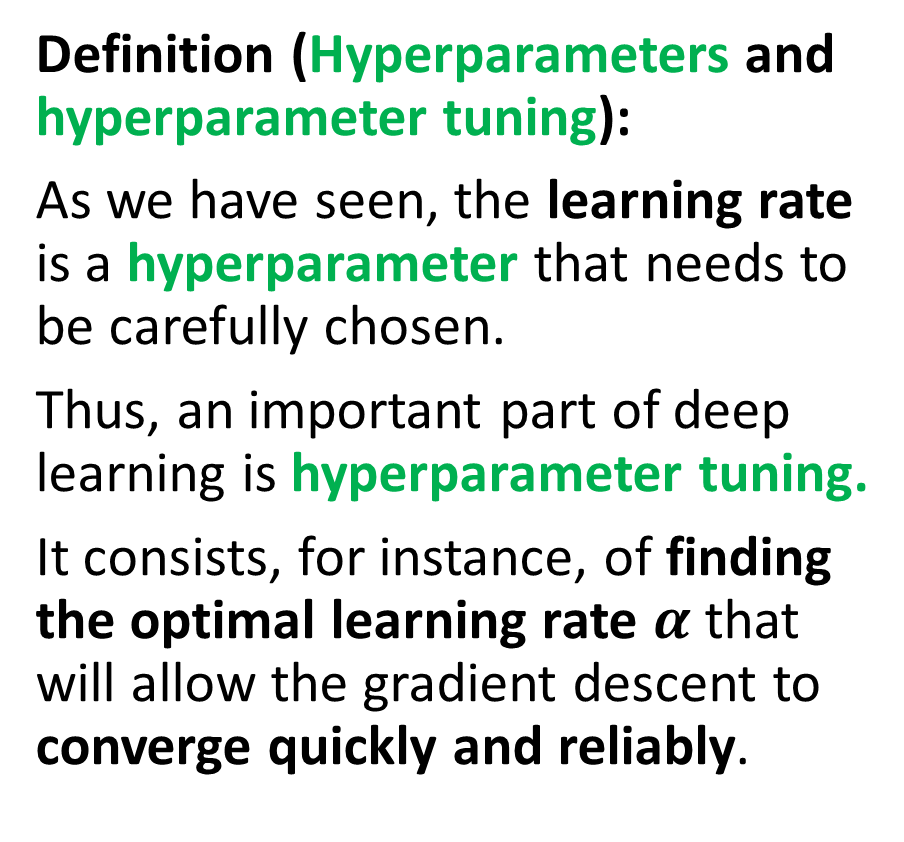 Definition (Hyperparameters and
hyperparameter tuning):
As we have seen, the learning rate
is a hyperparameter that needs to
be carefully chosen.
Thus, an important part of deep
learning is hyperparameter tuning.
It consists, for instance, of finding
the optimal learning rate 𝜶 that
will allow the gradient descent to
converge quickly and reliably.